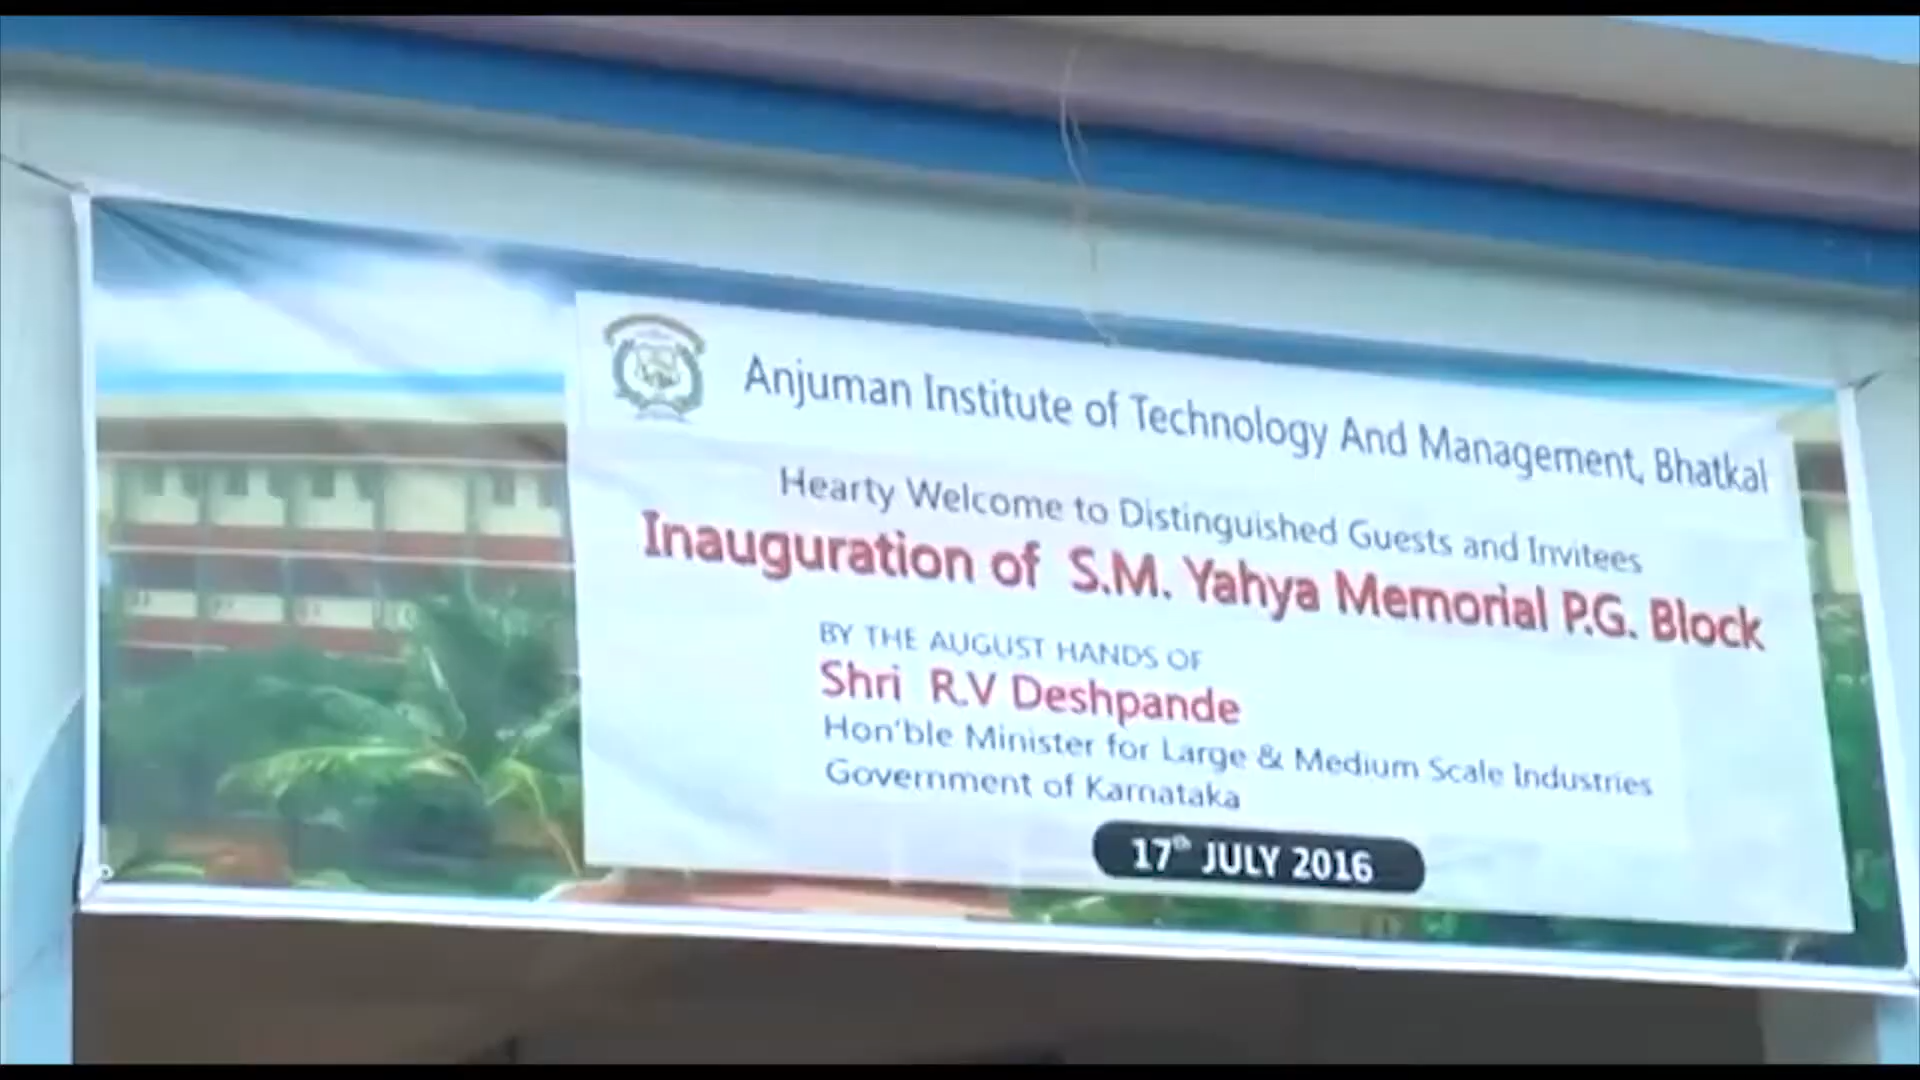 Anjuman Institute of Technology And Management, Bhatkal
Hearty Welcome to Distinguished Guests and Invitees
Inauguration of S.M. Yahya Memorial P.G. Block
BY THE AUGUST HANDS OF
Shri R.V Deshpande
Hon'ble Minister for Large & Medium Scale Industries
Government of Karnataka
17th JULY 2016